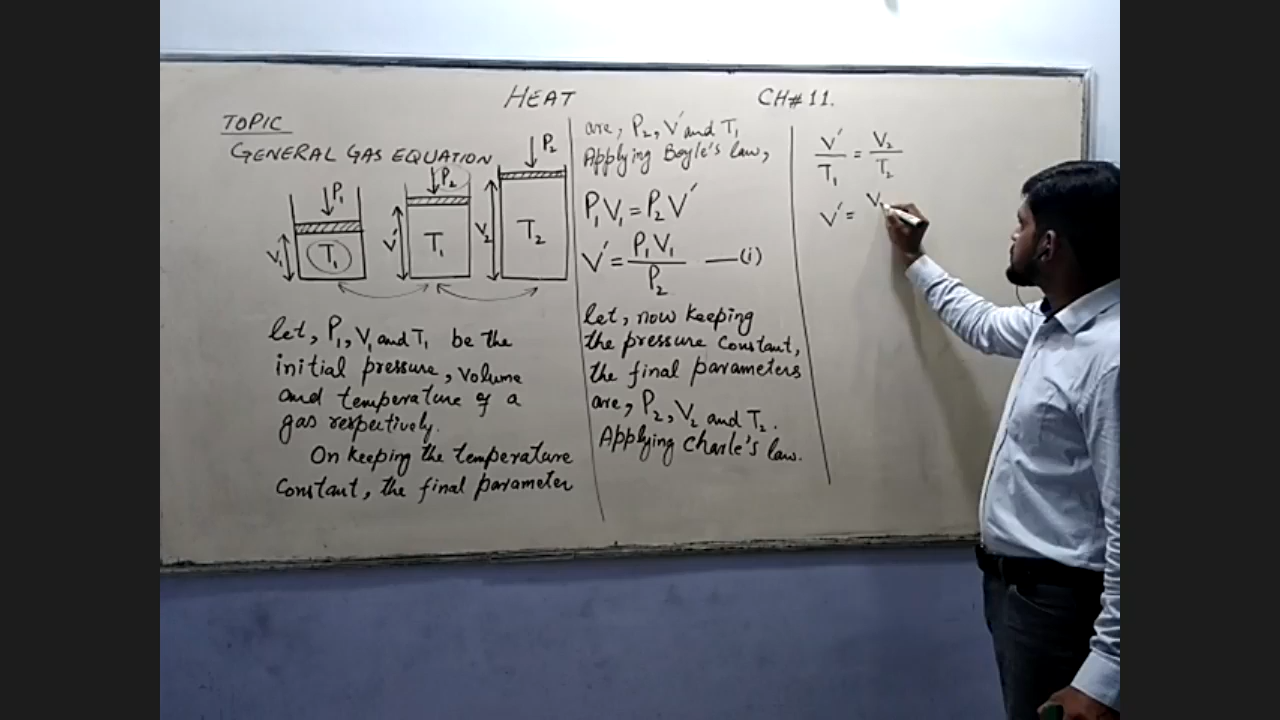 HEAT
CH# 11.
TOPIC
GENERAL GAS EQUATION
P₁
P₂
P₂
V₁
T₁
V′
T₁
V₂
T₂
let, P₁, V₁ and T₁ be the
initial pressure, volume
and temperature of a
gas respectively.
On keeping the temperature
Constant, the final parameter
are, P₂, V′ and T₁
Applying Boyle's law,
P₁V₁ = P₂V′
V′ = P₁V₁ / P₂ —(i)
let, now keeping
the pressure constant,
the final parameters
are, P₂, V₂ and T₂.
Applying Charle's law.
V′/T₁ = V₂/T₂
V′ = V